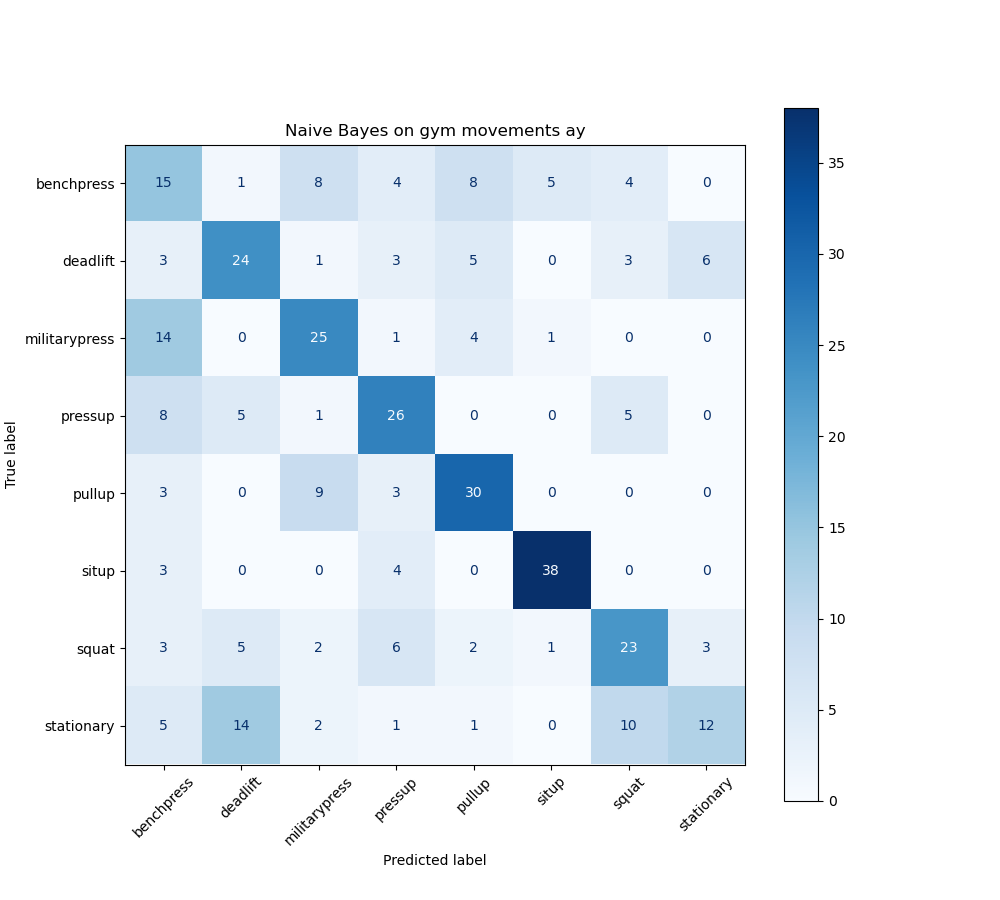 Naive Bayes on gym movements ay
True label
benchpress 15 1 8 4 8 5 4 0
deadlift 3 24 1 3 5 0 3 6
militarypress 14 0 25 1 4 1 0 0
pressup 8 5 1 26 0 0 5 0
pullup 3 0 9 3 30 0 0 0
situp 3 0 0 4 0 38 0 0
squat 3 5 2 6 2 1 23 3
stationary 5 14 2 1 1 0 10 12
benchpress deadlift militarypress pressup pullup situp squat stationary
Predicted label
35
30
25
20
15
10
5
0